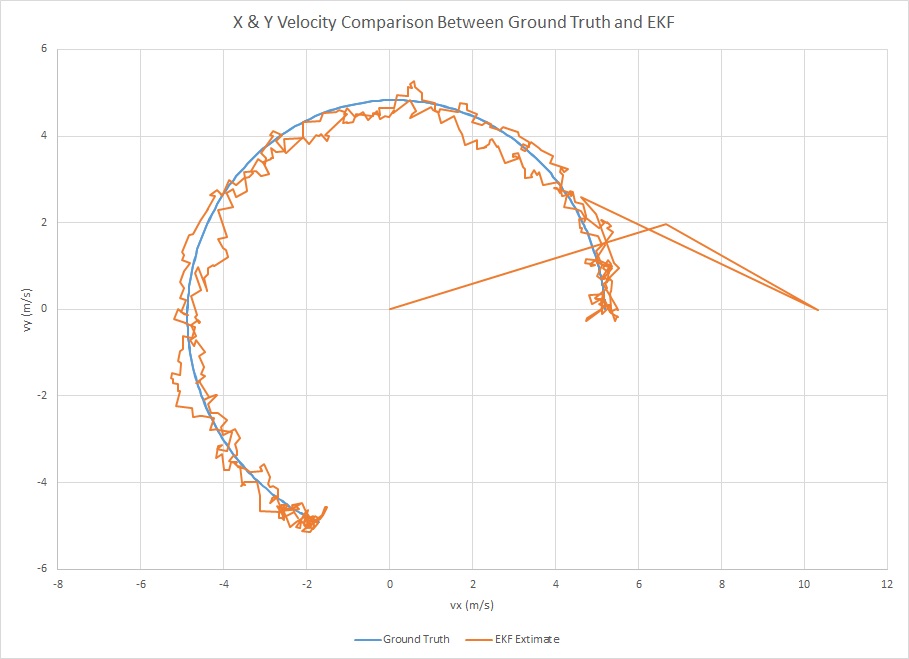 X & Y Velocity Comparison Between Ground Truth and EKF
6
4
2
0
-2
-4
-6
vy (m/s)
-8 -6 -4 -2 0 2 4 6 8 10 12
vx (m/s)
Ground Truth EKF Extimate